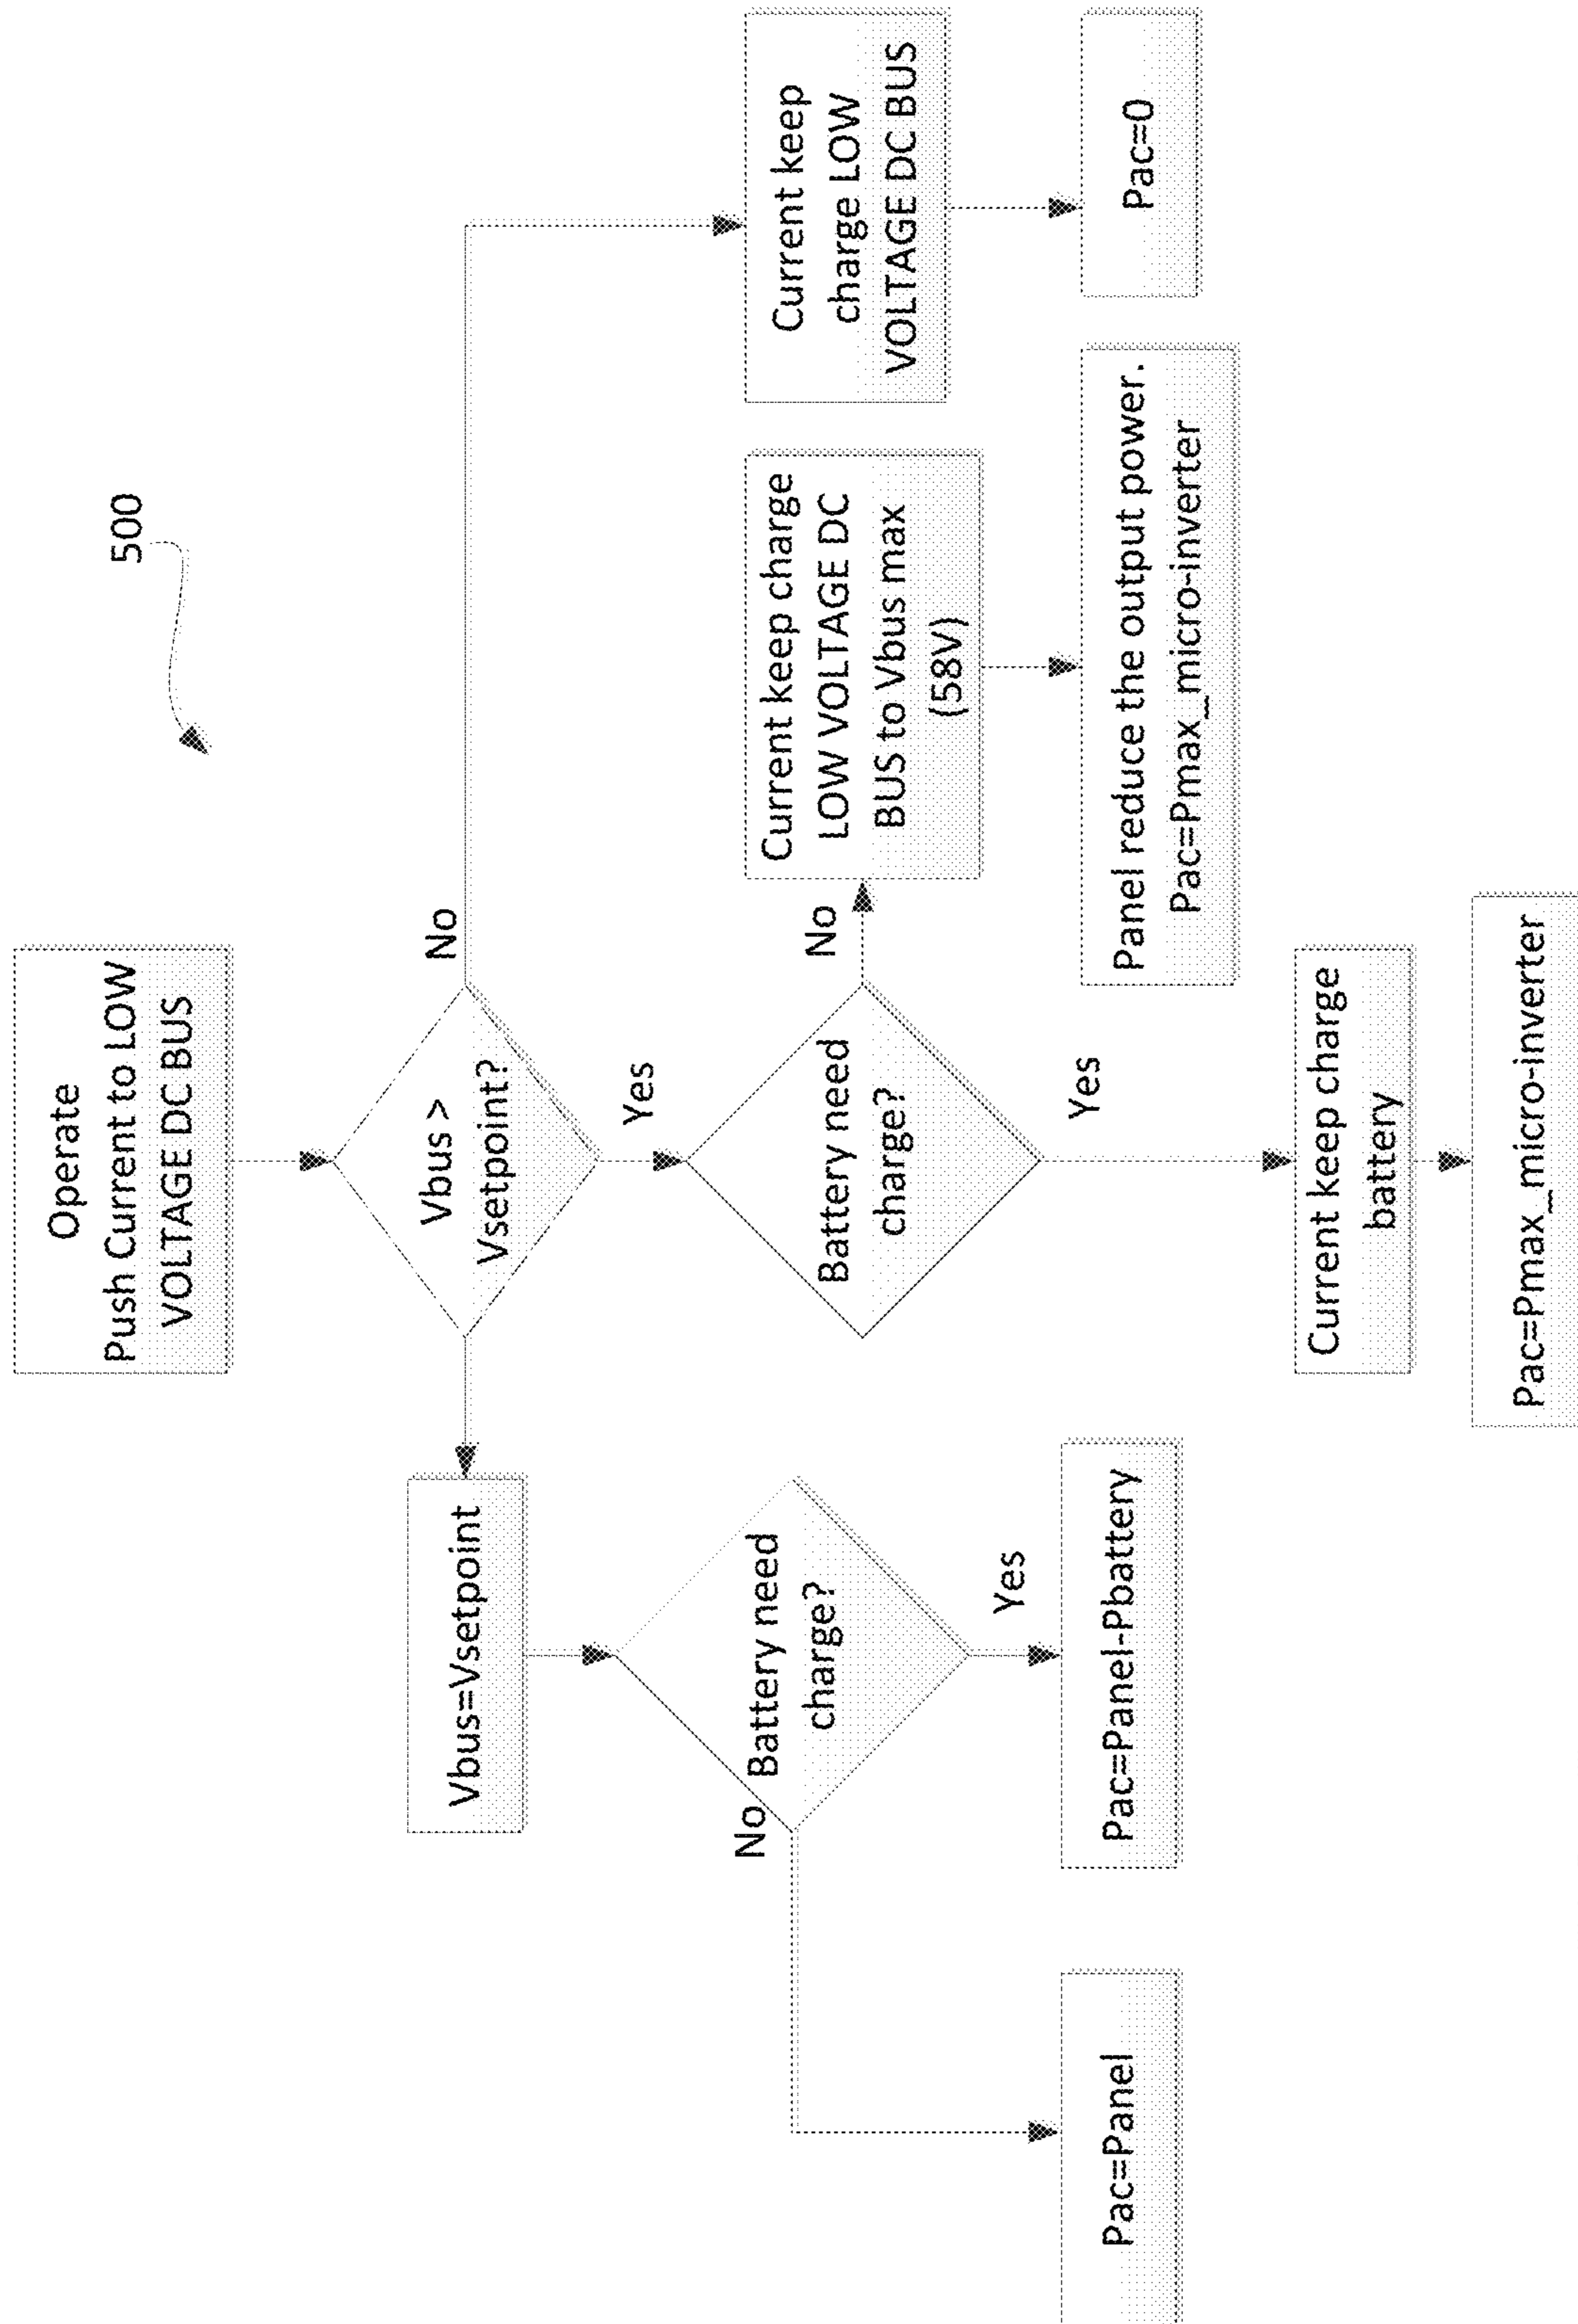 500
Operate
Push Current to LOW
VOLTAGE DC BUS
Vbus >
Vsetpoint?
No
Yes
Vbus=Vsetpoint
Battery need
charge?
No
Yes
Pac=Panel
Pac=Panel-Pbattery
Battery need
charge?
No
Yes
Current keep charge
battery
Pac=Pmax_micro-inverter
Current keep charge
LOW VOLTAGE DC
BUS to Vbus max
(58V)
Panel reduce the output power.
Pac=Pmax_micro-inverter
Current keep
charge LOW
VOLTAGE DC BUS
Pac=0